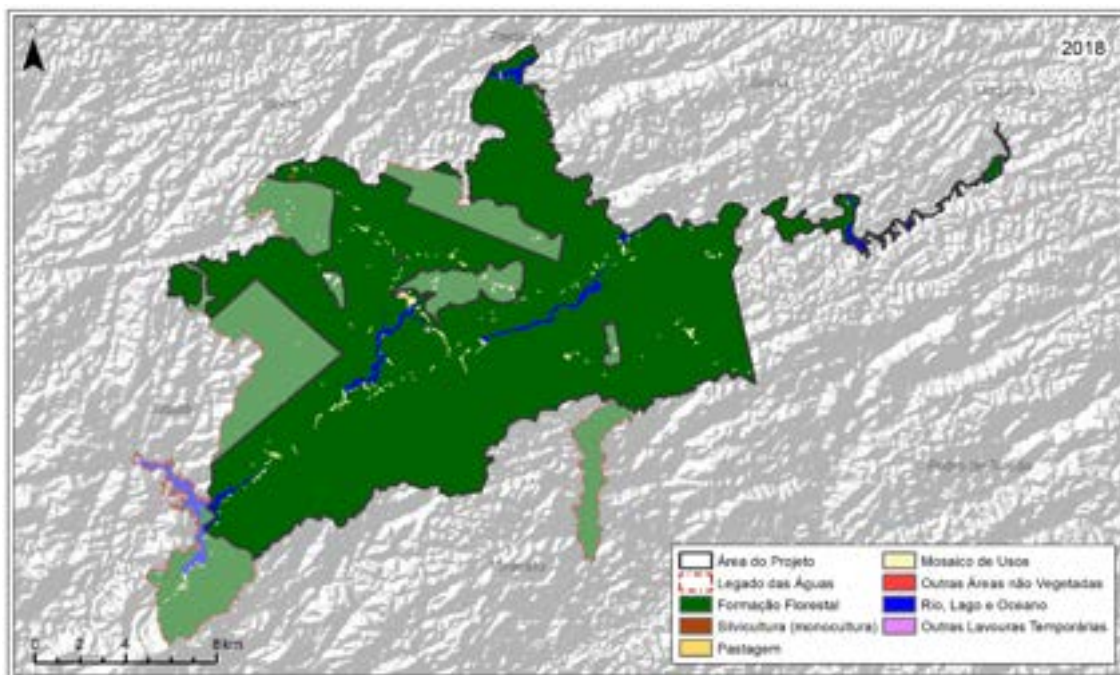 2018
Área do Projeto
Legado das Águas
Formação Florestal
Silvicultura (monocultura)
Pastagem
Mosaico de Usos
Outras Áreas não Vegetadas
Rio, Lago e Oceano
Outras Lavouras Temporárias
0 2 4 8 km